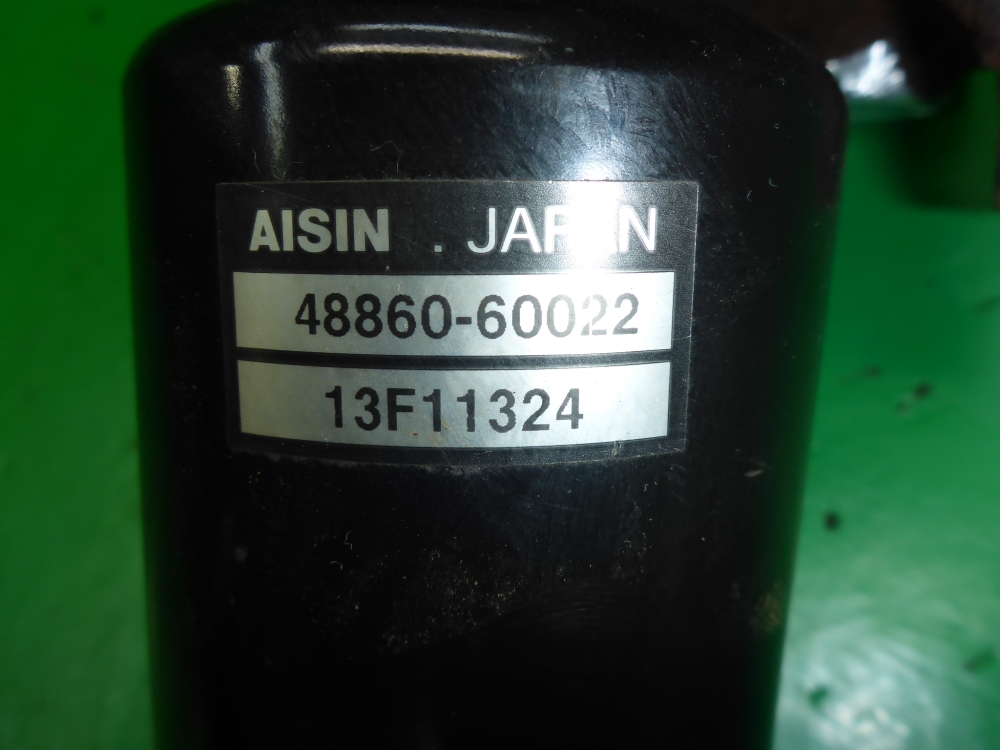 AISIN . JAPAN
48860-60022
13F11324